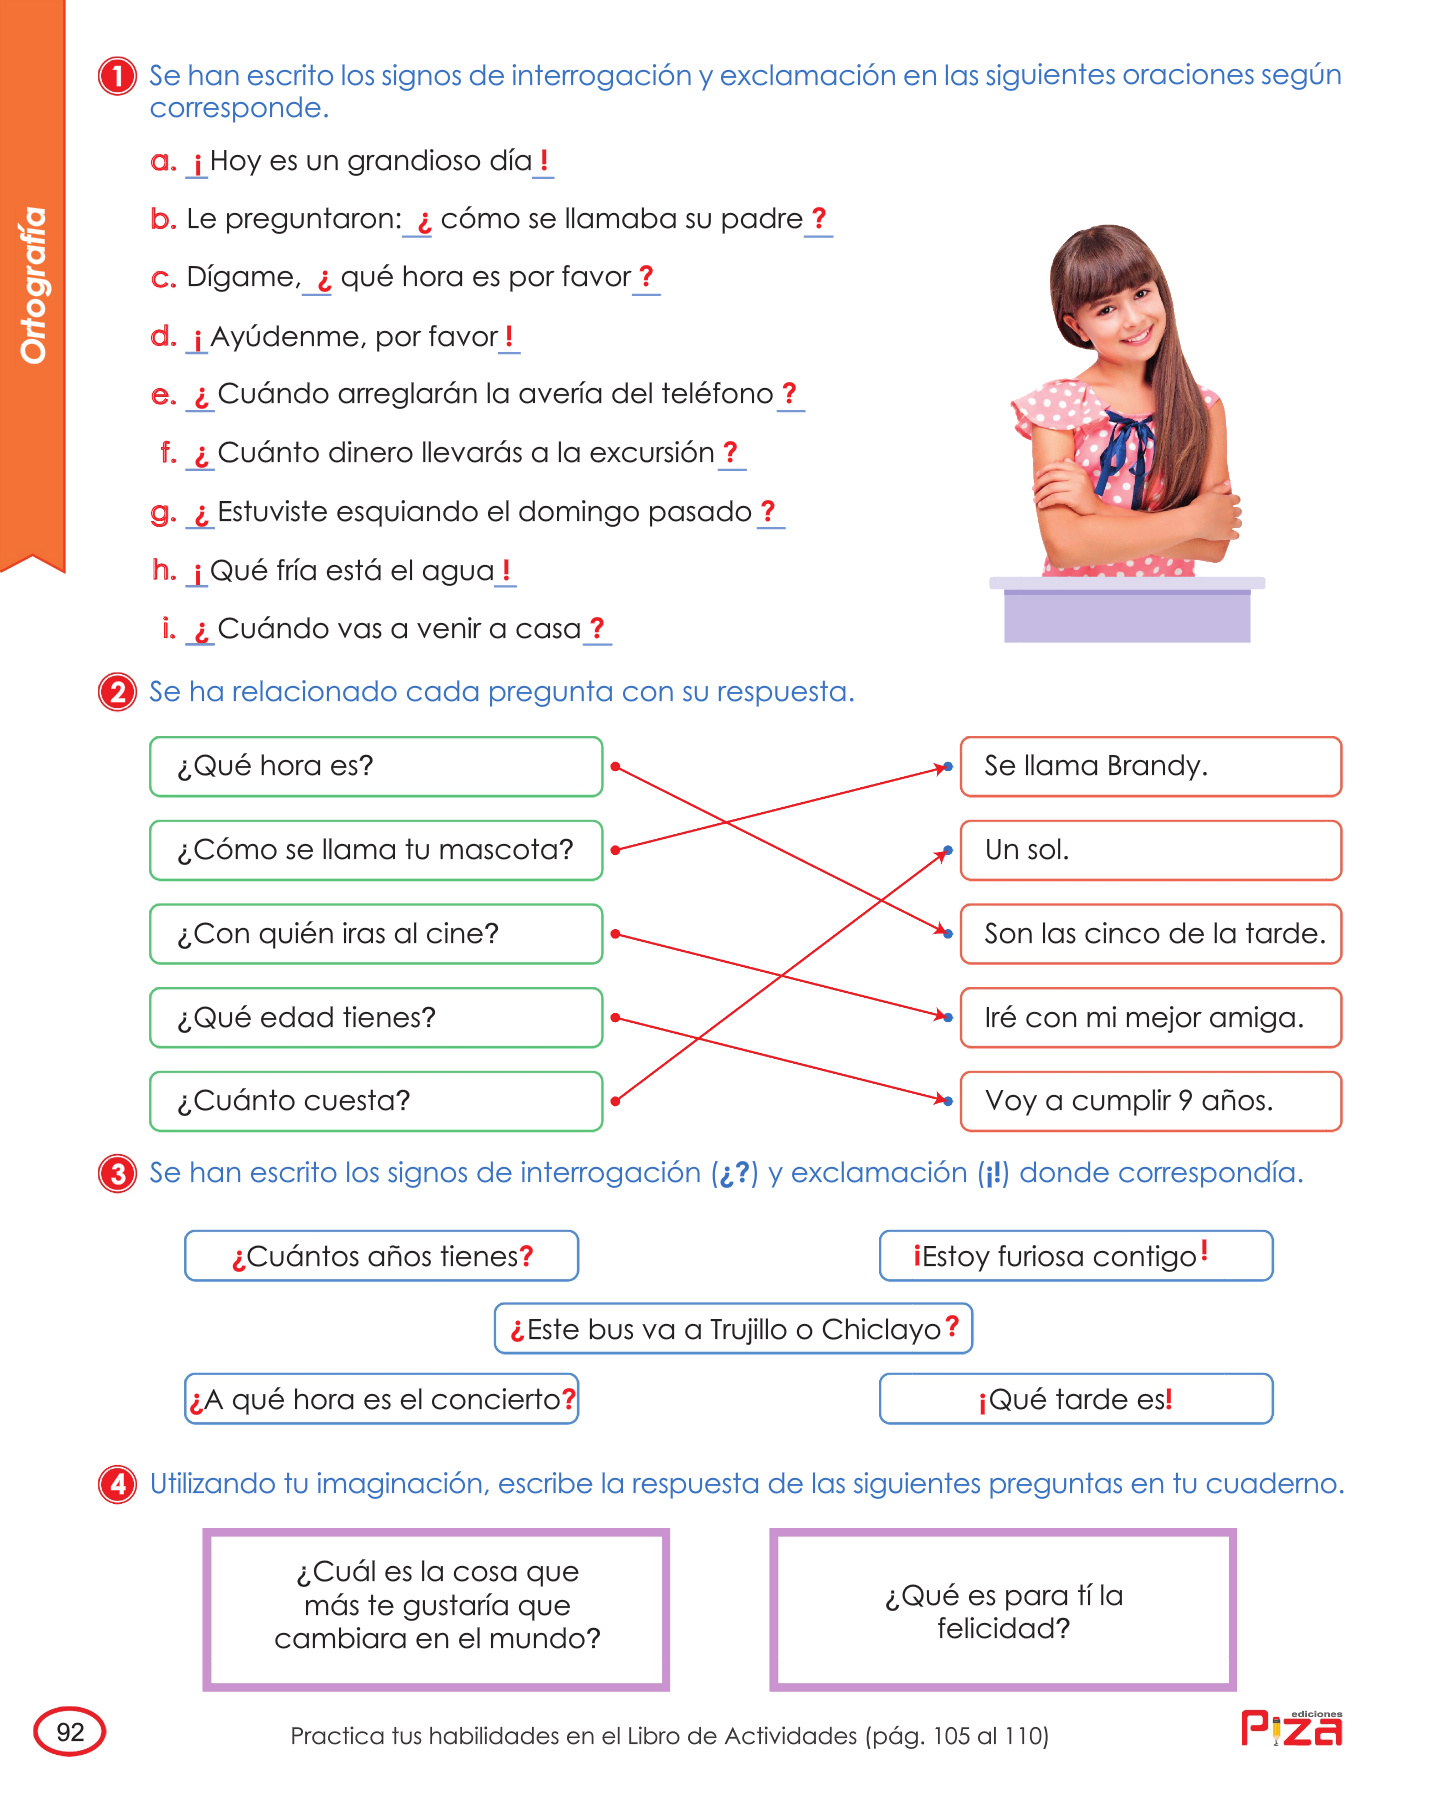 Ortografía
1 Se han escrito los signos de interrogación y exclamación en las siguientes oraciones según
corresponde.
a. ¡ Hoy es un grandioso día !
b. Le preguntaron: ¿ cómo se llamaba su padre ?
c. Dígame, ¿ qué hora es por favor ?
d. ¡ Ayúdenme, por favor !
e. ¿ Cuándo arreglarán la avería del teléfono ?
f. ¿ Cuánto dinero llevarás a la excursión ?
g. ¿ Estuviste esquiando el domingo pasado ?
h. ¡ Qué fría está el agua !
i. ¿ Cuándo vas a venir a casa ?
2 Se ha relacionado cada pregunta con su respuesta.
¿Qué hora es?
Se llama Brandy.
¿Cómo se llama tu mascota?
Un sol.
¿Con quién iras al cine?
Son las cinco de la tarde.
¿Qué edad tienes?
Iré con mi mejor amiga.
¿Cuánto cuesta?
Voy a cumplir 9 años.
3 Se han escrito los signos de interrogación (¿?) y exclamación (¡!) donde correspondía.
¿Cuántos años tienes?
¡Estoy furiosa contigo!
¿Este bus va a Trujillo o Chiclayo?
¿A qué hora es el concierto?
¡Qué tarde es!
4 Utilizando tu imaginación, escribe la respuesta de las siguientes preguntas en tu cuaderno.
¿Cuál es la cosa que
más te gustaría que
cambiara en el mundo?
¿Qué es para tí la
felicidad?
92
Practica tus habilidades en el Libro de Actividades (pág. 105 al 110)
ediciones
Piza